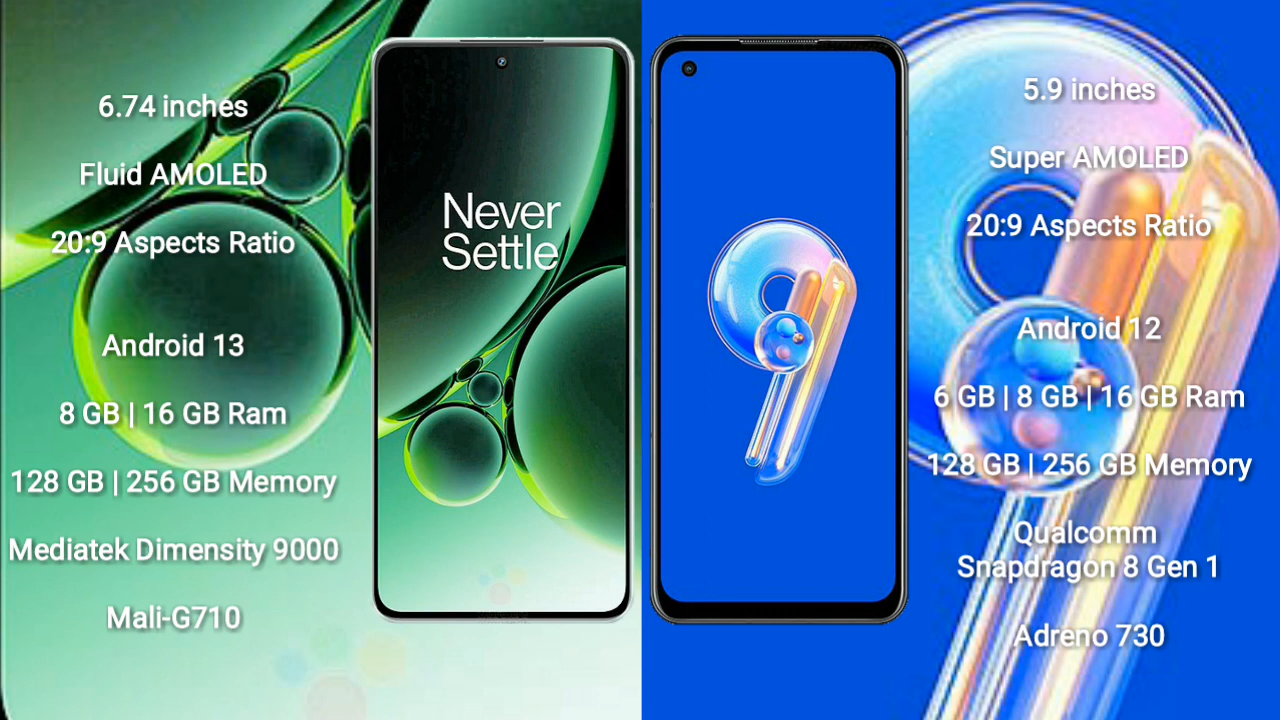 6.74 inches
Fluid AMOLED
20:9 Aspects Ratio
Android 13
8 GB | 16 GB Ram
128 GB | 256 GB Memory
Mediatek Dimensity 9000
Mali-G710
Never
Settle
5.9 inches
Super AMOLED
20:9 Aspects Ratio
Android 12
6 GB | 8 GB | 16 GB Ram
128 GB | 256 GB Memory
Qualcomm
Snapdragon 8 Gen 1
Adreno 730